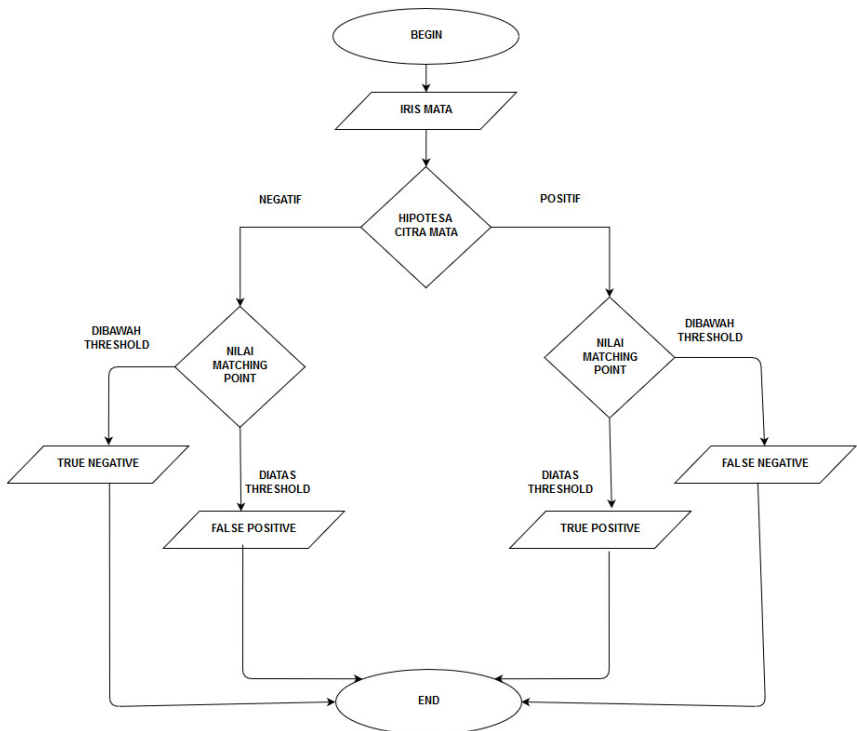 BEGIN
IRIS MATA
NEGATIF
POSITIF
HIPOTESA
CITRA MATA
DIBAWAH
THRESHOLD
NILAI
MATCHING
POINT
NILAI
MATCHING
POINT
DIBAWAH
THRESHOLD
TRUE NEGATIVE
DIATAS
THRESHOLD
FALSE POSITIVE
DIATAS
THRESHOLD
TRUE POSITIVE
FALSE NEGATIVE
END